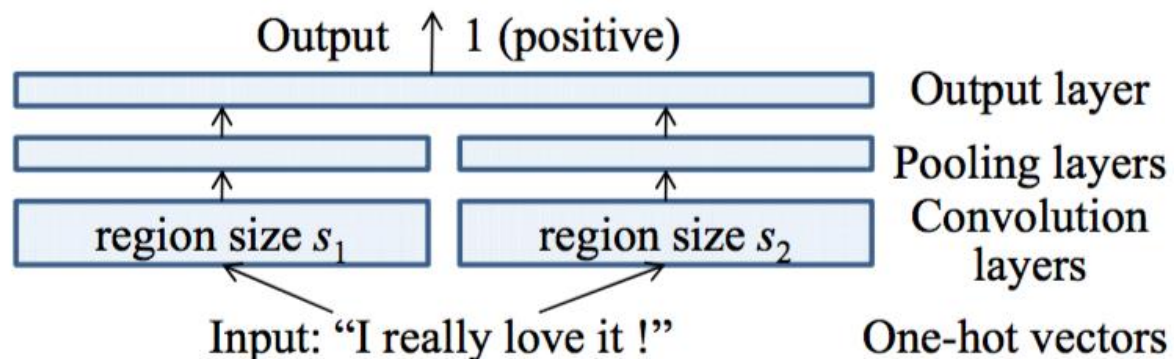 Output 1 (positive)
Output layer
Pooling layers
region size s₁ region size s₂ Convolution
layers
Input: “I really love it !” One-hot vectors